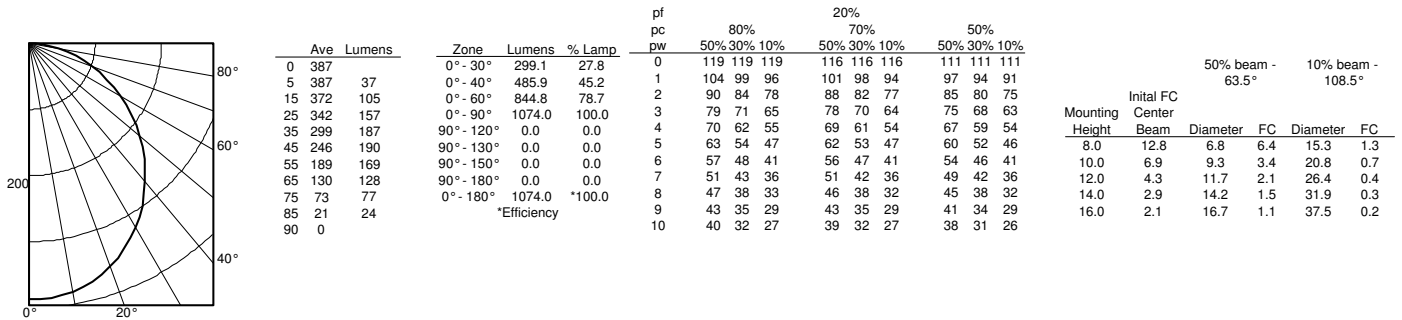 80°
60°
200
40°
0° 20°
Ave Lumens
0 387
5 387 37
15 372 105
25 342 157
35 299 187
45 246 190
55 189 169
65 130 128
75 73 77
85 21 24
90 0
Zone Lumens % Lamp
0° - 30° 299.1 27.8
0° - 40° 485.9 45.2
0° - 60° 844.8 78.7
0° - 90° 1074.0 100.0
90° - 120° 0.0 0.0
90° - 130° 0.0 0.0
90° - 150° 0.0 0.0
90° - 180° 0.0 0.0
0° - 180° 1074.0 *100.0
*Efficiency
pf 20%
pc 80% 70% 50%
pw 50% 30% 10% 50% 30% 10% 50% 30% 10%
0 119 119 119 116 116 116 111 111 111
1 104 99 96 101 98 94 97 94 91
2 90 84 78 88 82 77 85 80 75
3 79 71 65 78 70 64 75 68 63
4 70 62 55 69 61 54 67 59 54
5 63 54 47 62 53 47 60 52 46
6 57 48 41 56 47 41 54 46 41
7 51 43 36 51 42 36 49 42 36
8 47 38 33 46 38 32 45 38 32
9 43 35 29 43 35 29 41 34 29
10 40 32 27 39 32 27 38 31 26
50% beam - 10% beam -
63.5° 108.5°
Inital FC
Mounting Center
Height Beam Diameter FC Diameter FC
8.0 12.8 6.8 6.4 15.3 1.3
10.0 6.9 9.3 3.4 20.8 0.7
12.0 4.3 11.7 2.1 26.4 0.4
14.0 2.9 14.2 1.5 31.9 0.3
16.0 2.1 16.7 1.1 37.5 0.2